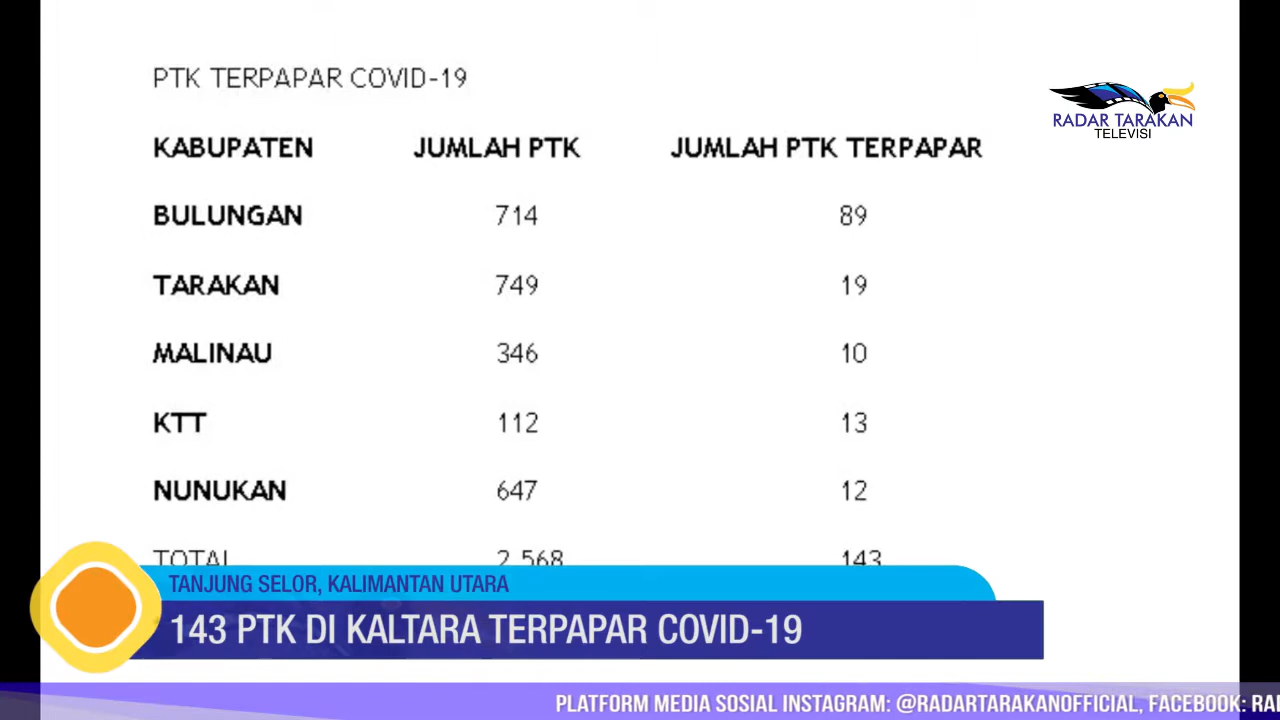 PTK TERPAPAR COVID-19
RADAR TARAKAN
TELEVISI
KABUPATEN JUMLAH PTK JUMLAH PTK TERPAPAR
BULUNGAN 714 89
TARAKAN 749 19
MALINAU 346 10
KTT 112 13
NUNUKAN 647 12
TOTAL 2.568 143
TANJUNG SELOR, KALIMANTAN UTARA
143 PTK DI KALTARA TERPAPAR COVID-19
PLATFORM MEDIA SOSIAL INSTAGRAM: @RADARTARAKANOFFICIAL, FACEBOOK: